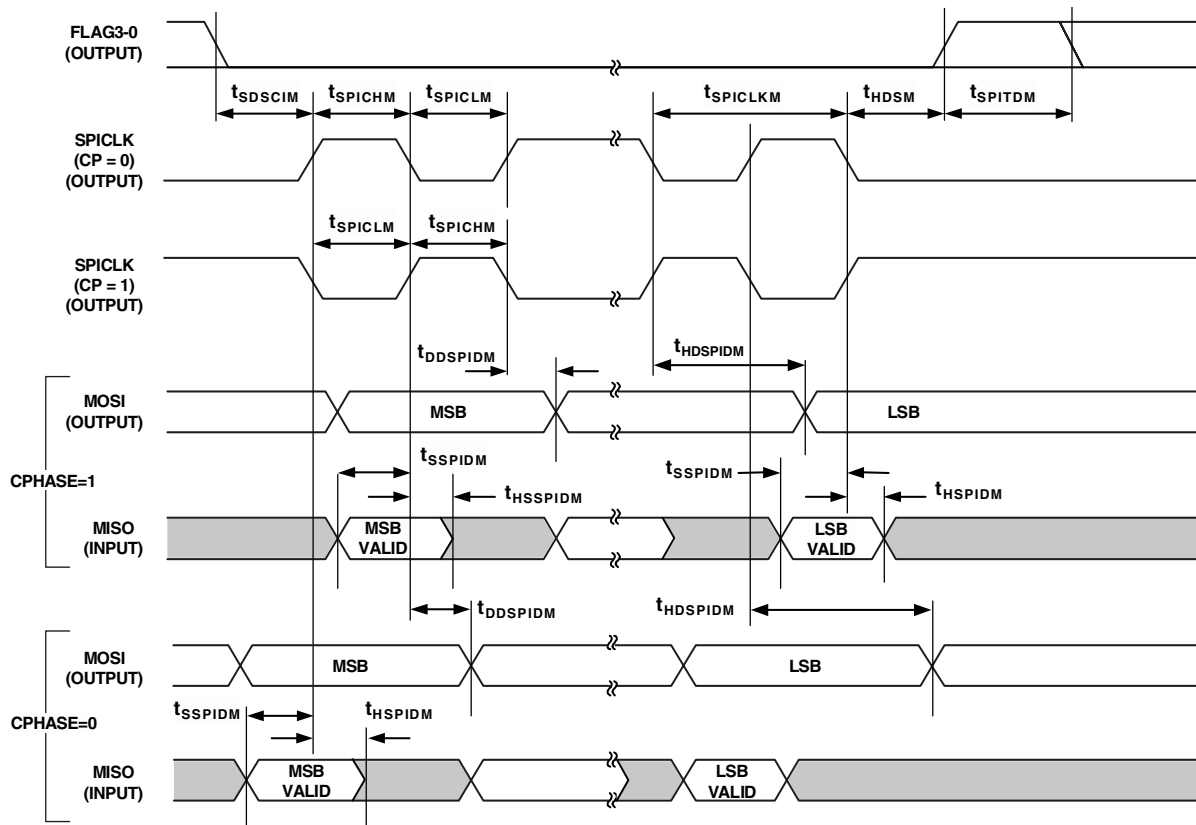 FLAG3-0
(OUTPUT)
tSDSCIM tSPICHM tSPICLM tSPICLKM tHDSM tSPITDM
SPICLK
(CP = 0)
(OUTPUT)
tSPICLM tSPICHM
SPICLK
(CP = 1)
(OUTPUT)
tDDSPIDM tHDSPIDM
CPHASE=1
MOSI
(OUTPUT)
MSB LSB
tSSPIDM tSSPIDM
tHSSPIDM tHSPIDM
MISO
(INPUT)
MSB
VALID
LSB
VALID
tDDSPIDM tHDSPIDM
CPHASE=0
MOSI
(OUTPUT)
MSB LSB
tSSPIDM tHSPIDM
MISO
(INPUT)
MSB
VALID
LSB
VALID